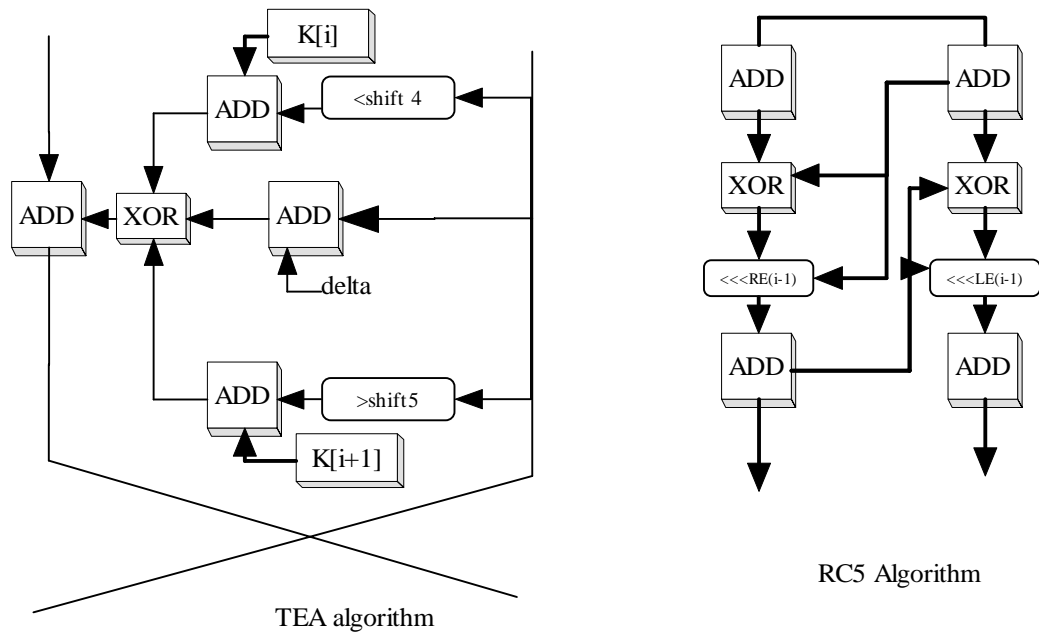 K[i]
ADD
<shift 4
ADD
XOR
ADD
delta
ADD
>shift5
K[i+1]
TEA algorithm
ADD
ADD
XOR
XOR
<<<RE(i-1)
<<<LE(i-1)
ADD
ADD
RC5 Algorithm